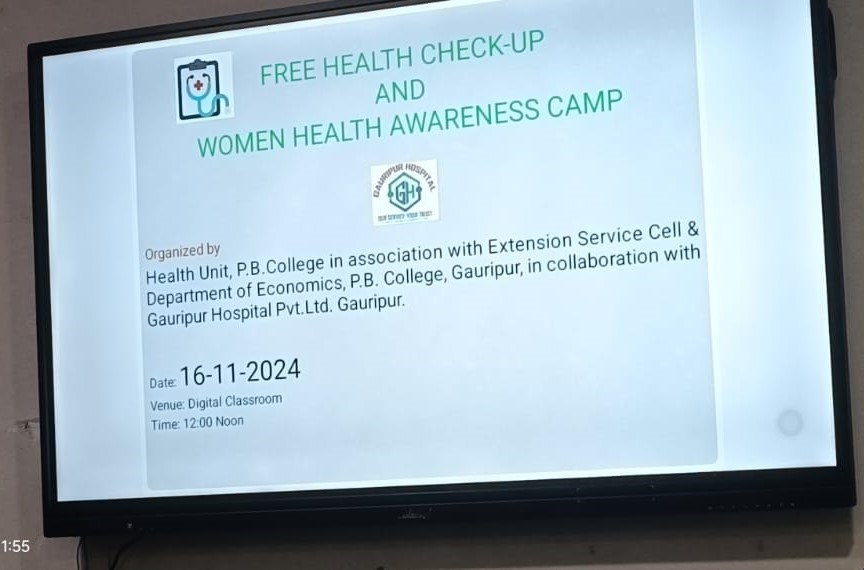 FREE HEALTH CHECK-UP
AND
WOMEN HEALTH AWARENESS CAMP
GAURIPUR HOSPITAL
GH
OUR SERVICE YOUR TRUST
Organized by
Health Unit, P.B.College in association with Extension Service Cell &
Department of Economics, P.B. College, Gauripur, in collaboration with
Gauripur Hospital Pvt.Ltd. Gauripur.
Date: 16-11-2024
Venue: Digital Classroom
Time: 12:00 Noon
1:55